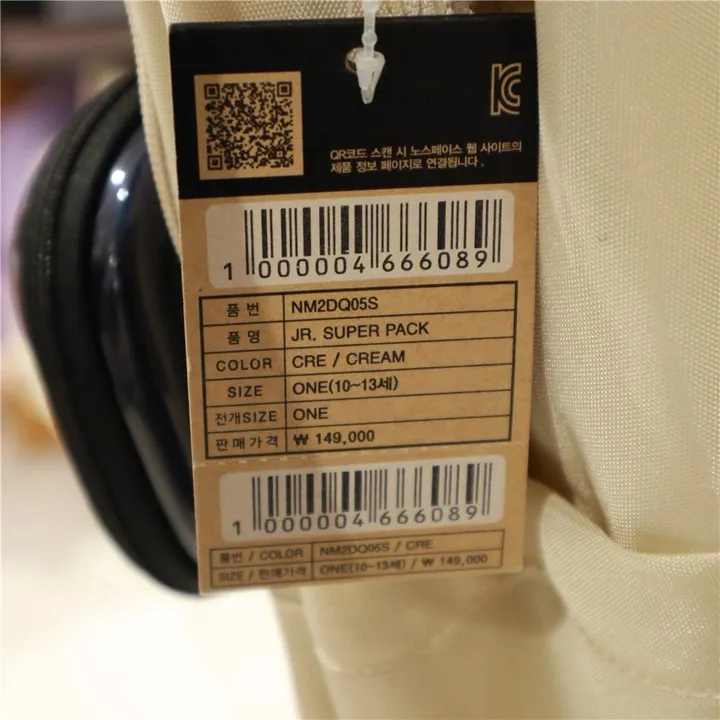 KC
QR코드 스캔 시 노스페이스 웹 사이트의
제품 정보 페이지로 연결됩니다.
1 000004 666089
품 번 NM2DQ05S
품 명 JR. SUPER PACK
COLOR CRE / CREAM
SIZE ONE(10~13세)
전개SIZE ONE
판매가격 ₩ 149,000
1 000004 666089
품번 / COLOR NM2DQ05S / CRE
SIZE / 판매가격 ONE(10~13세) / ₩ 149,000